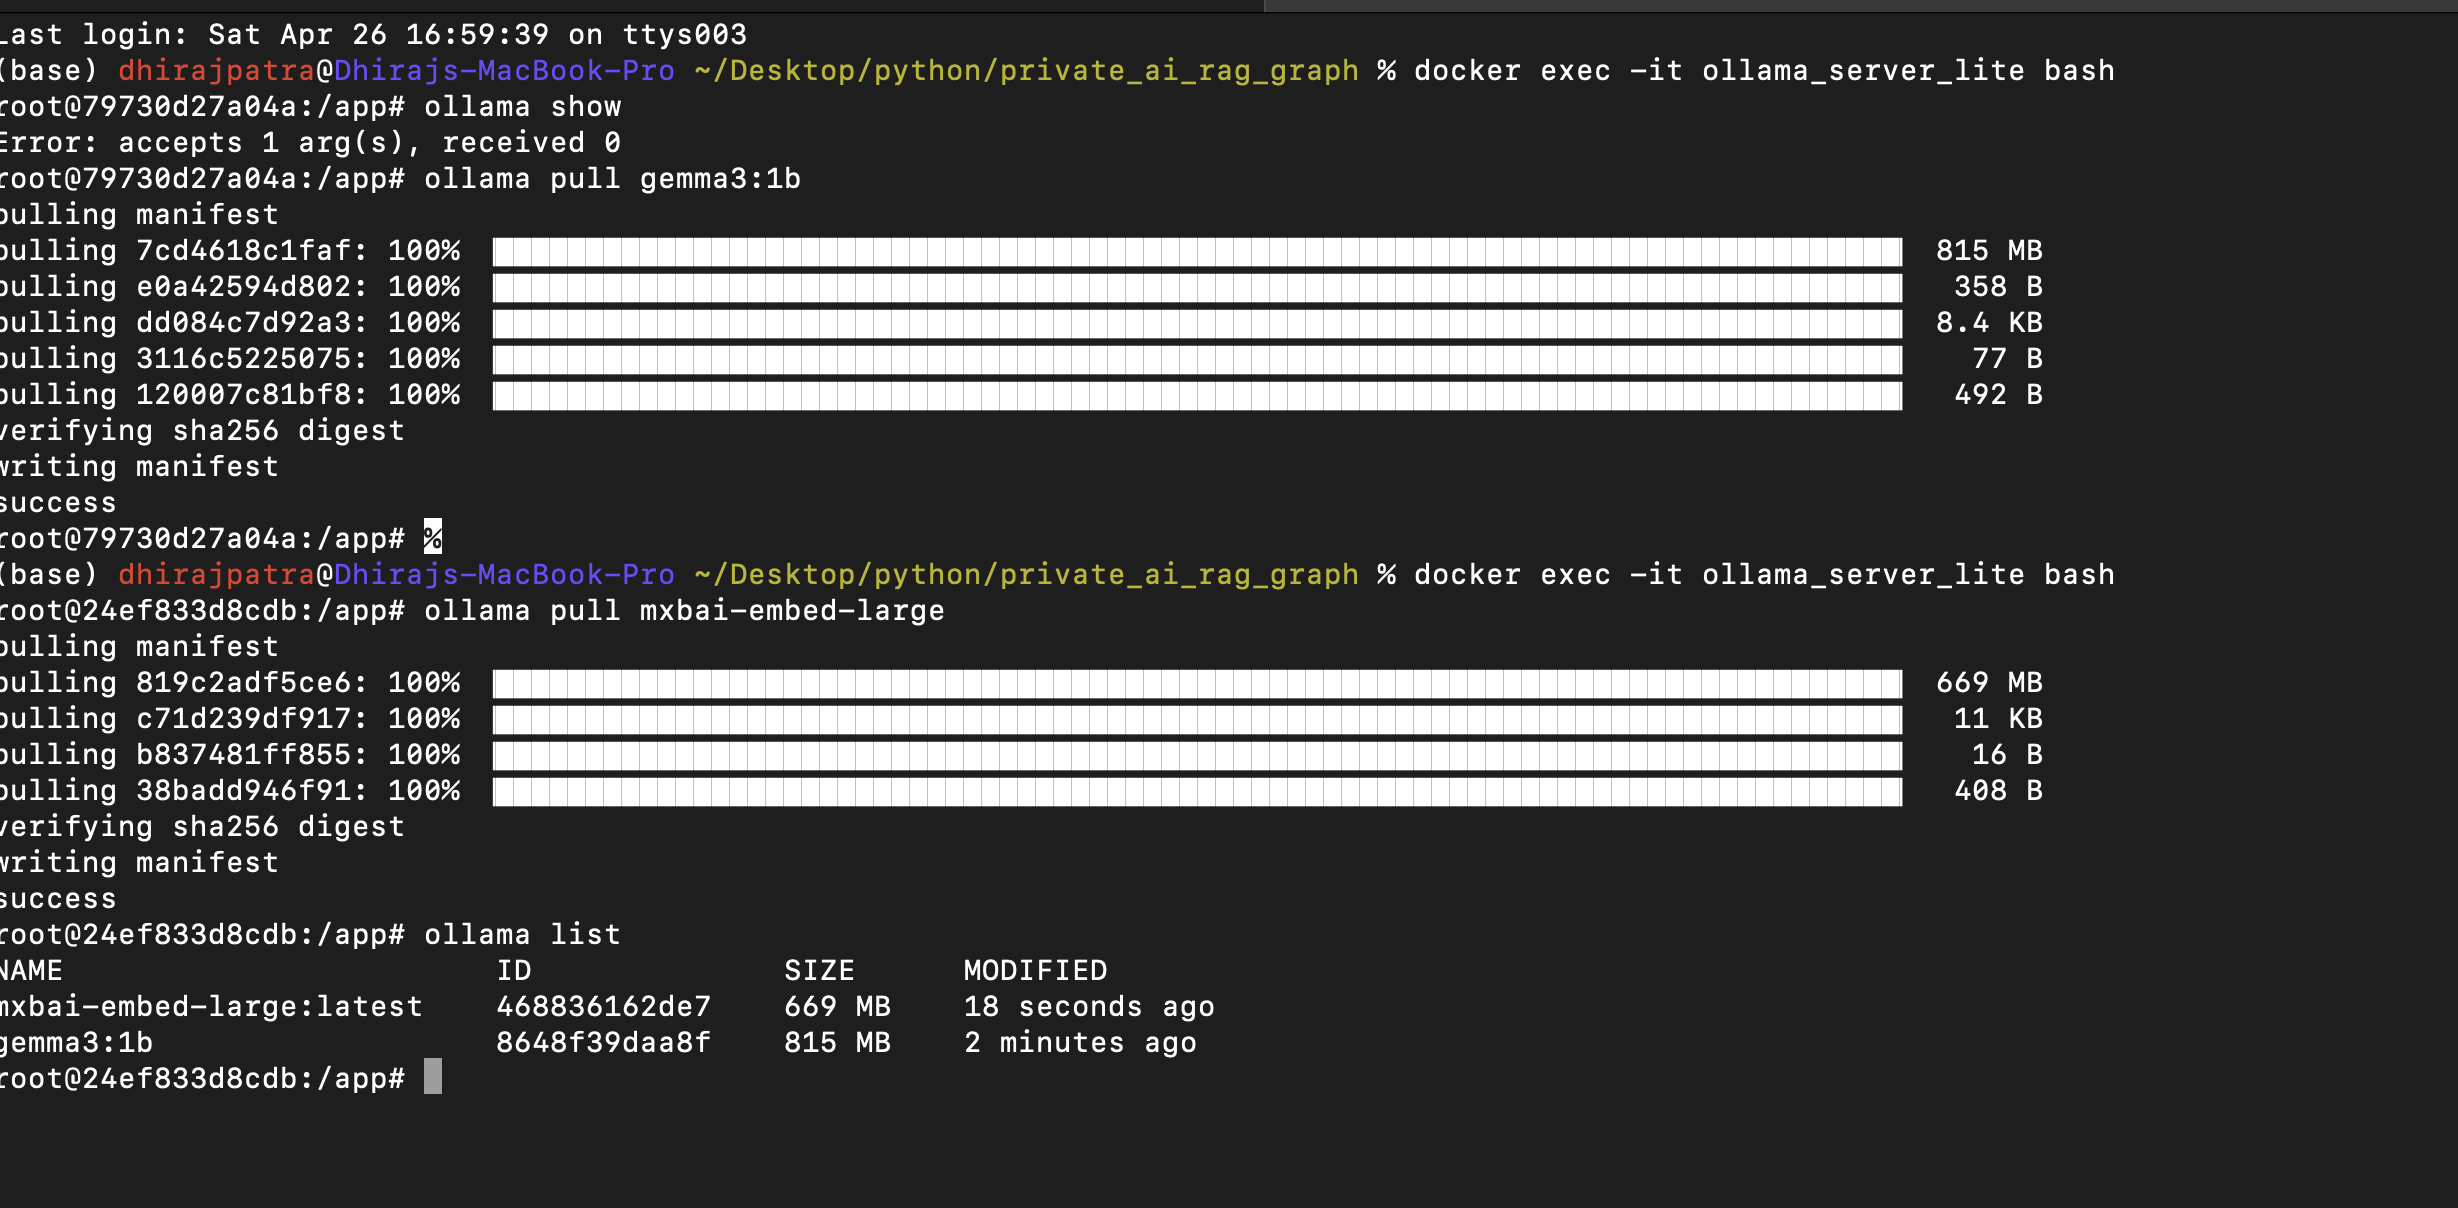 Last login: Sat Apr 26 16:59:39 on ttys003
(base) dhirajpatra@Dhirajs-MacBook-Pro ~/Desktop/python/private_ai_rag_graph % docker exec -it ollama_server_lite bash
root@79730d27a04a:/app# ollama show
Error: accepts 1 arg(s), received 0
root@79730d27a04a:/app# ollama pull gemma3:1b
pulling manifest
pulling 7cd4618c1faf: 100% 815 MB
pulling e0a42594d802: 100% 358 B
pulling dd084c7d92a3: 100% 8.4 KB
pulling 3116c5225075: 100% 77 B
pulling 120007c81bf8: 100% 492 B
verifying sha256 digest
writing manifest
success
root@79730d27a04a:/app# %
(base) dhirajpatra@Dhirajs-MacBook-Pro ~/Desktop/python/private_ai_rag_graph % docker exec -it ollama_server_lite bash
root@24ef833d8cdb:/app# ollama pull mxbai-embed-large
pulling manifest
pulling 819c2adf5ce6: 100% 669 MB
pulling c71d239df917: 100% 11 KB
pulling b837481ff855: 100% 16 B
pulling 38badd946f91: 100% 408 B
verifying sha256 digest
writing manifest
success
root@24ef833d8cdb:/app# ollama list
NAME ID SIZE MODIFIED
mxbai-embed-large:latest 468836162de7 669 MB 18 seconds ago
gemma3:1b 8648f39daa8f 815 MB 2 minutes ago
root@24ef833d8cdb:/app#